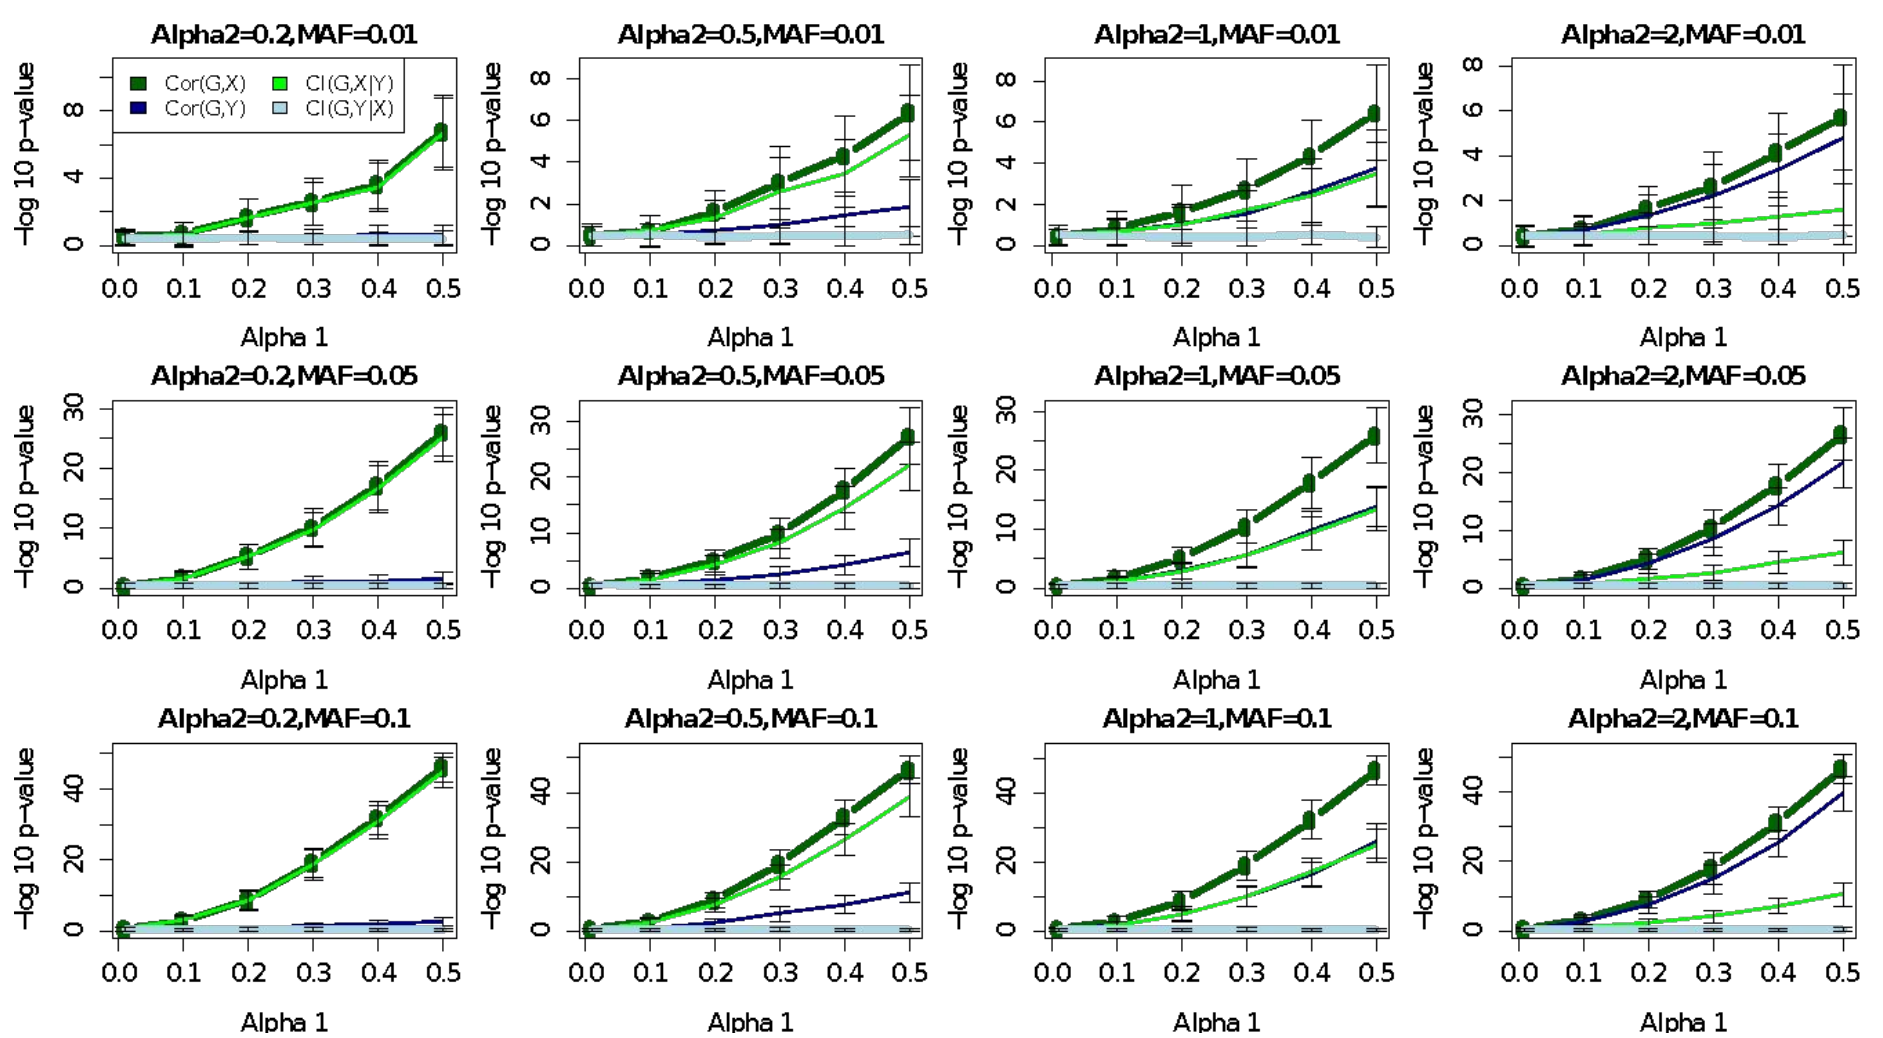 Alpha2=0.2,MAF=0.01
−log 10 p−value
Cor(G,X) CI(G,X|Y)
Cor(G,Y) CI(G,Y|X)
0 4 8
0.0 0.1 0.2 0.3 0.4 0.5
Alpha 1
Alpha2=0.5,MAF=0.01
−log 10 p−value
0 2 4 6 8
0.0 0.1 0.2 0.3 0.4 0.5
Alpha 1
Alpha2=1,MAF=0.01
−log 10 p−value
0 2 4 6 8
0.0 0.1 0.2 0.3 0.4 0.5
Alpha 1
Alpha2=2,MAF=0.01
−log 10 p−value
0 2 4 6 8
0.0 0.1 0.2 0.3 0.4 0.5
Alpha 1
Alpha2=0.2,MAF=0.05
−log 10 p−value
0 10 20 30
0.0 0.1 0.2 0.3 0.4 0.5
Alpha 1
Alpha2=0.5,MAF=0.05
−log 10 p−value
0 10 20 30
0.0 0.1 0.2 0.3 0.4 0.5
Alpha 1
Alpha2=1,MAF=0.05
−log 10 p−value
0 10 20 30
0.0 0.1 0.2 0.3 0.4 0.5
Alpha 1
Alpha2=2,MAF=0.05
−log 10 p−value
0 10 20 30
0.0 0.1 0.2 0.3 0.4 0.5
Alpha 1
Alpha2=0.2,MAF=0.1
−log 10 p−value
0 20 40
0.0 0.1 0.2 0.3 0.4 0.5
Alpha 1
Alpha2=0.5,MAF=0.1
−log 10 p−value
0 20 40
0.0 0.1 0.2 0.3 0.4 0.5
Alpha 1
Alpha2=1,MAF=0.1
−log 10 p−value
0 20 40
0.0 0.1 0.2 0.3 0.4 0.5
Alpha 1
Alpha2=2,MAF=0.1
−log 10 p−value
0 20 40
0.0 0.1 0.2 0.3 0.4 0.5
Alpha 1